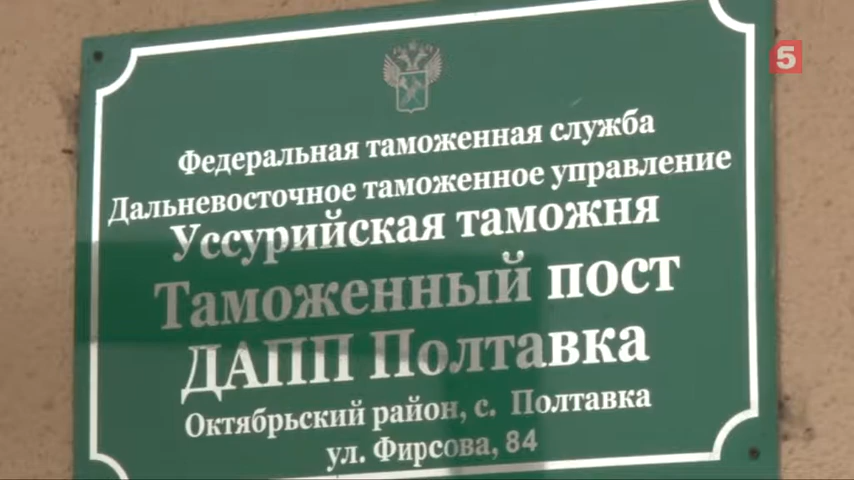 5
Федеральная таможенная служба
Дальневосточное таможенное управление
Уссурийская таможня
Таможенный пост
ДАПП Полтавка
Октябрьский район, с. Полтавка
ул. Фирсова, 84